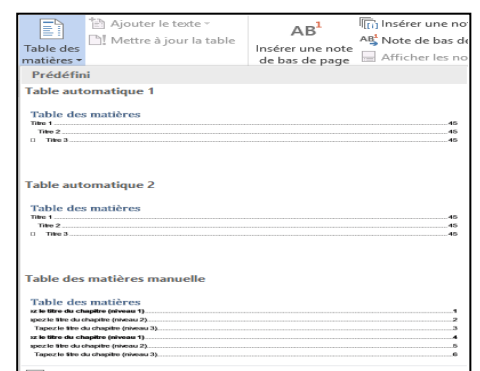 Table des matières
Ajouter le texte
Mettre à jour la table
AB1
Insérer une note de bas de page
Insérer une no
AB Note de bas de
Afficher les no
Prédéfini
Table automatique 1
Table des matières
Titre 1 45
Titre 2 45
Titre 3 45
Table automatique 2
Table des matières
Titre 1 45
Titre 2 45
Titre 3 45
Table des matières manuelle
Table des matières
ez le titre du chapitre (niveau 1) 1
apez le titre du chapitre (niveau 2) 2
Tapez le titre du chapitre (niveau 3) 3
ez le titre du chapitre (niveau 1) 4
apez le titre du chapitre (niveau 2) 5
Tapez le titre du chapitre (niveau 3) 6